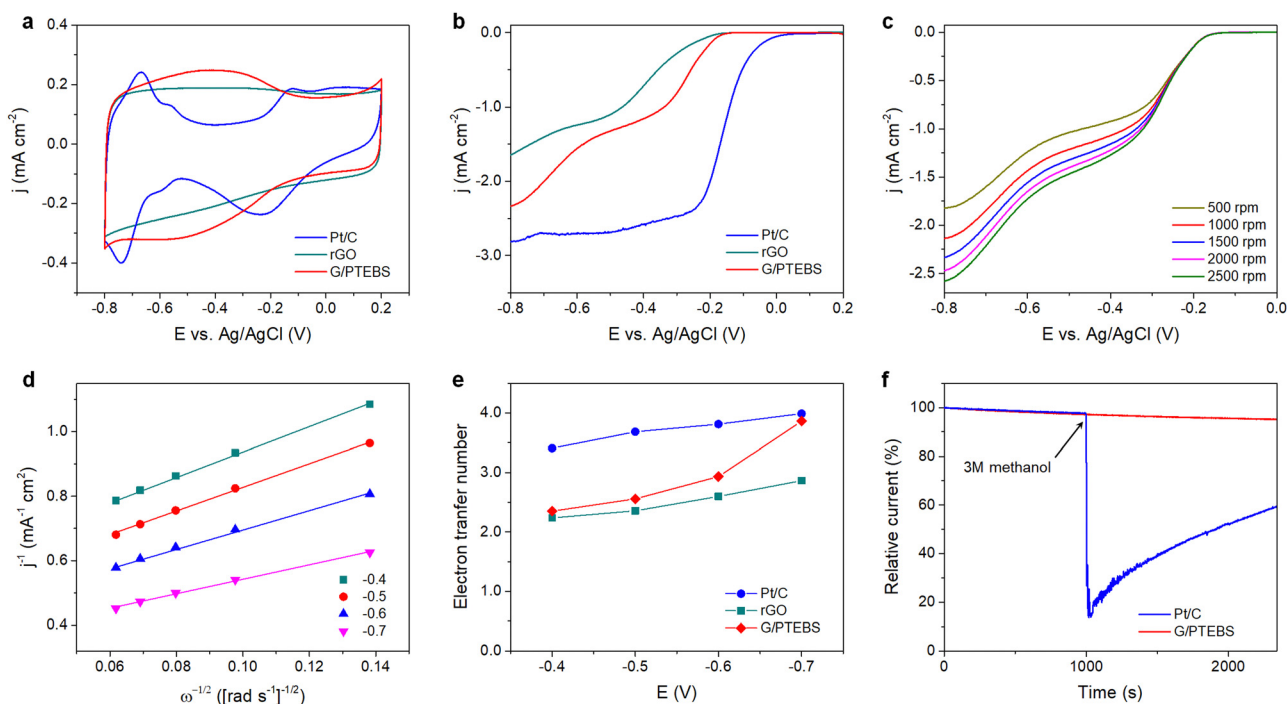 a
0.4
0.2
0.0
-0.2
-0.4
j (mA cm⁻²)
-0.8 -0.6 -0.4 -0.2 0.0 0.2
E vs. Ag/AgCl (V)
Pt/C
rGO
G/PTEBS
b
0.0
-1.0
-2.0
-3.0
j (mA cm⁻²)
-0.8 -0.6 -0.4 -0.2 0.0 0.2
E vs. Ag/AgCl (V)
Pt/C
rGO
G/PTEBS
c
0.0
-0.5
-1.0
-1.5
-2.0
-2.5
j (mA cm⁻²)
-0.8 -0.6 -0.4 -0.2 0.0
E vs. Ag/AgCl (V)
500 rpm
1000 rpm
1500 rpm
2000 rpm
2500 rpm
d
1.0
0.8
0.6
0.4
j⁻¹ (mA⁻¹ cm²)
0.06 0.08 0.10 0.12 0.14
ω⁻¹/² ([rad s⁻¹]⁻¹/²)
-0.4
-0.5
-0.6
-0.7
e
4.0
3.0
2.0
1.0
0.0
Electron tranfer number
-0.4 -0.5 -0.6 -0.7
E (V)
Pt/C
rGO
G/PTEBS
f
100
80
60
40
20
0
Relative current (%)
0 1000 2000
Time (s)
3M methanol
Pt/C
G/PTEBS